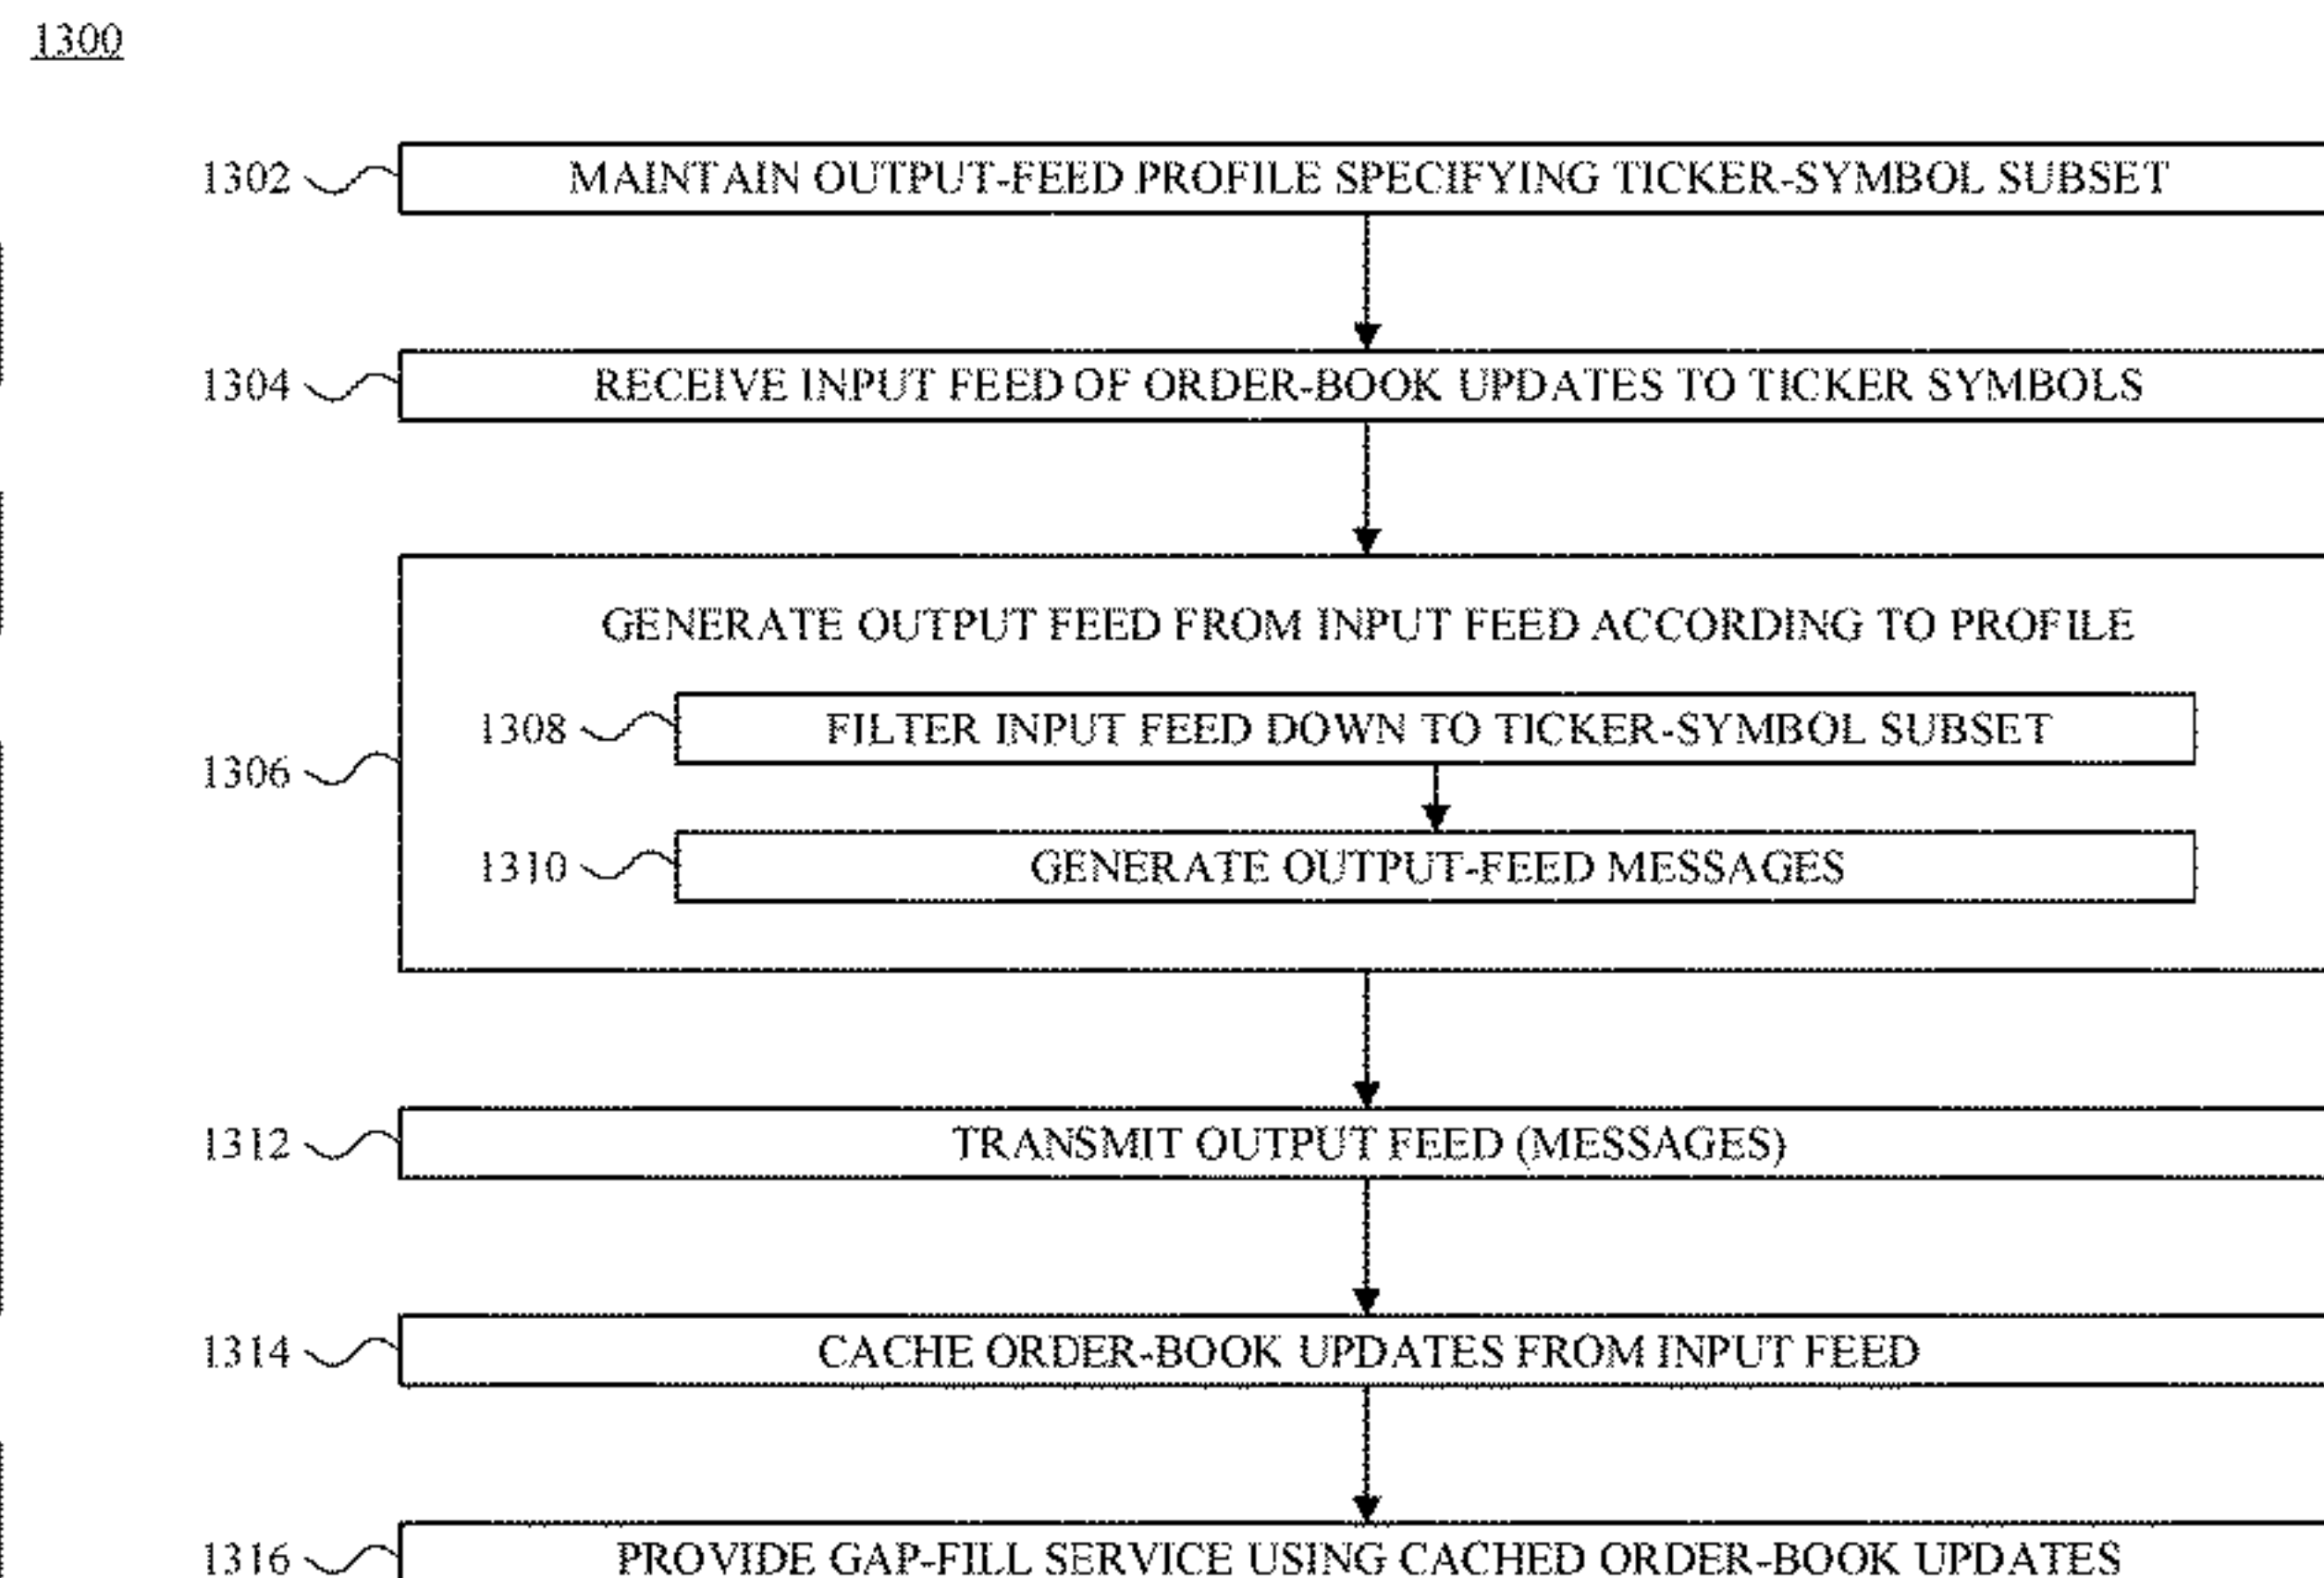 1300
1302 MAINTAIN OUTPUT-FEED PROFILE SPECIFYING TICKER-SYMBOL SUBSET
1304 RECEIVE INPUT FEED OF ORDER-BOOK UPDATES TO TICKER SYMBOLS
GENERATE OUTPUT FEED FROM INPUT FEED ACCORDING TO PROFILE
1308 FILTER INPUT FEED DOWN TO TICKER-SYMBOL SUBSET
1306
1310 GENERATE OUTPUT-FEED MESSAGES
1312 TRANSMIT OUTPUT FEED (MESSAGES)
1314 CACHE ORDER-BOOK UPDATES FROM INPUT FEED
1316 PROVIDE GAP-FILL SERVICE USING CACHED ORDER-BOOK UPDATES